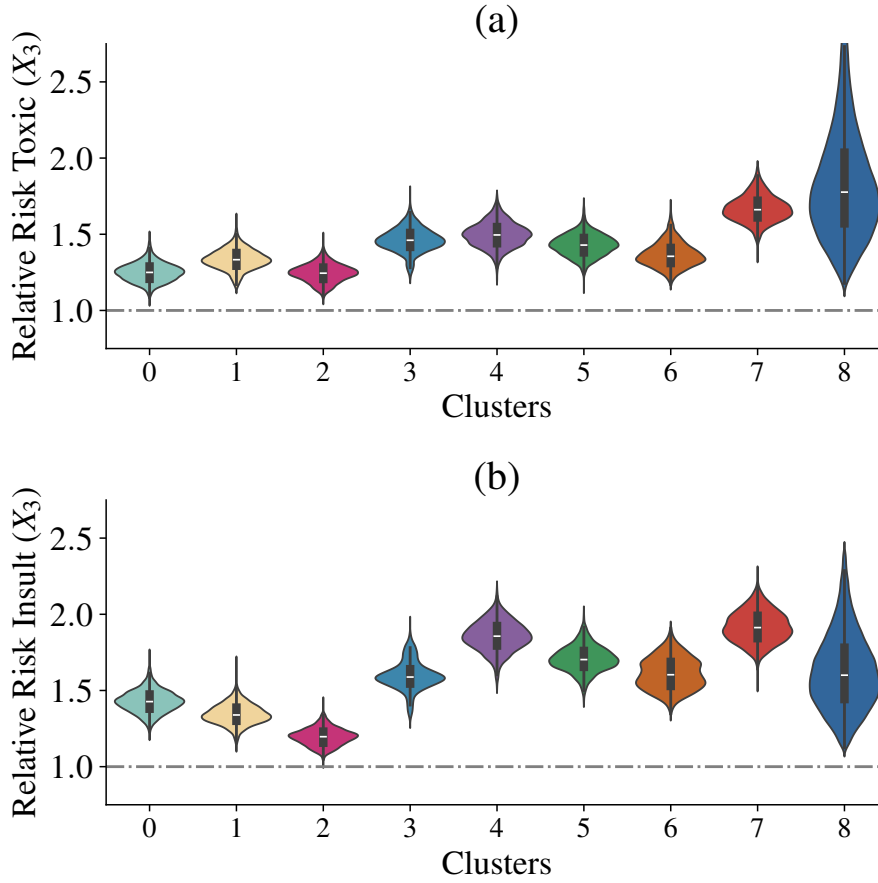 (a)
Relative Risk Toxic (X₃)
2.5
2.0
1.5
1.0
0 1 2 3 4 5 6 7 8
Clusters
(b)
Relative Risk Insult (X₃)
2.5
2.0
1.5
1.0
0 1 2 3 4 5 6 7 8
Clusters